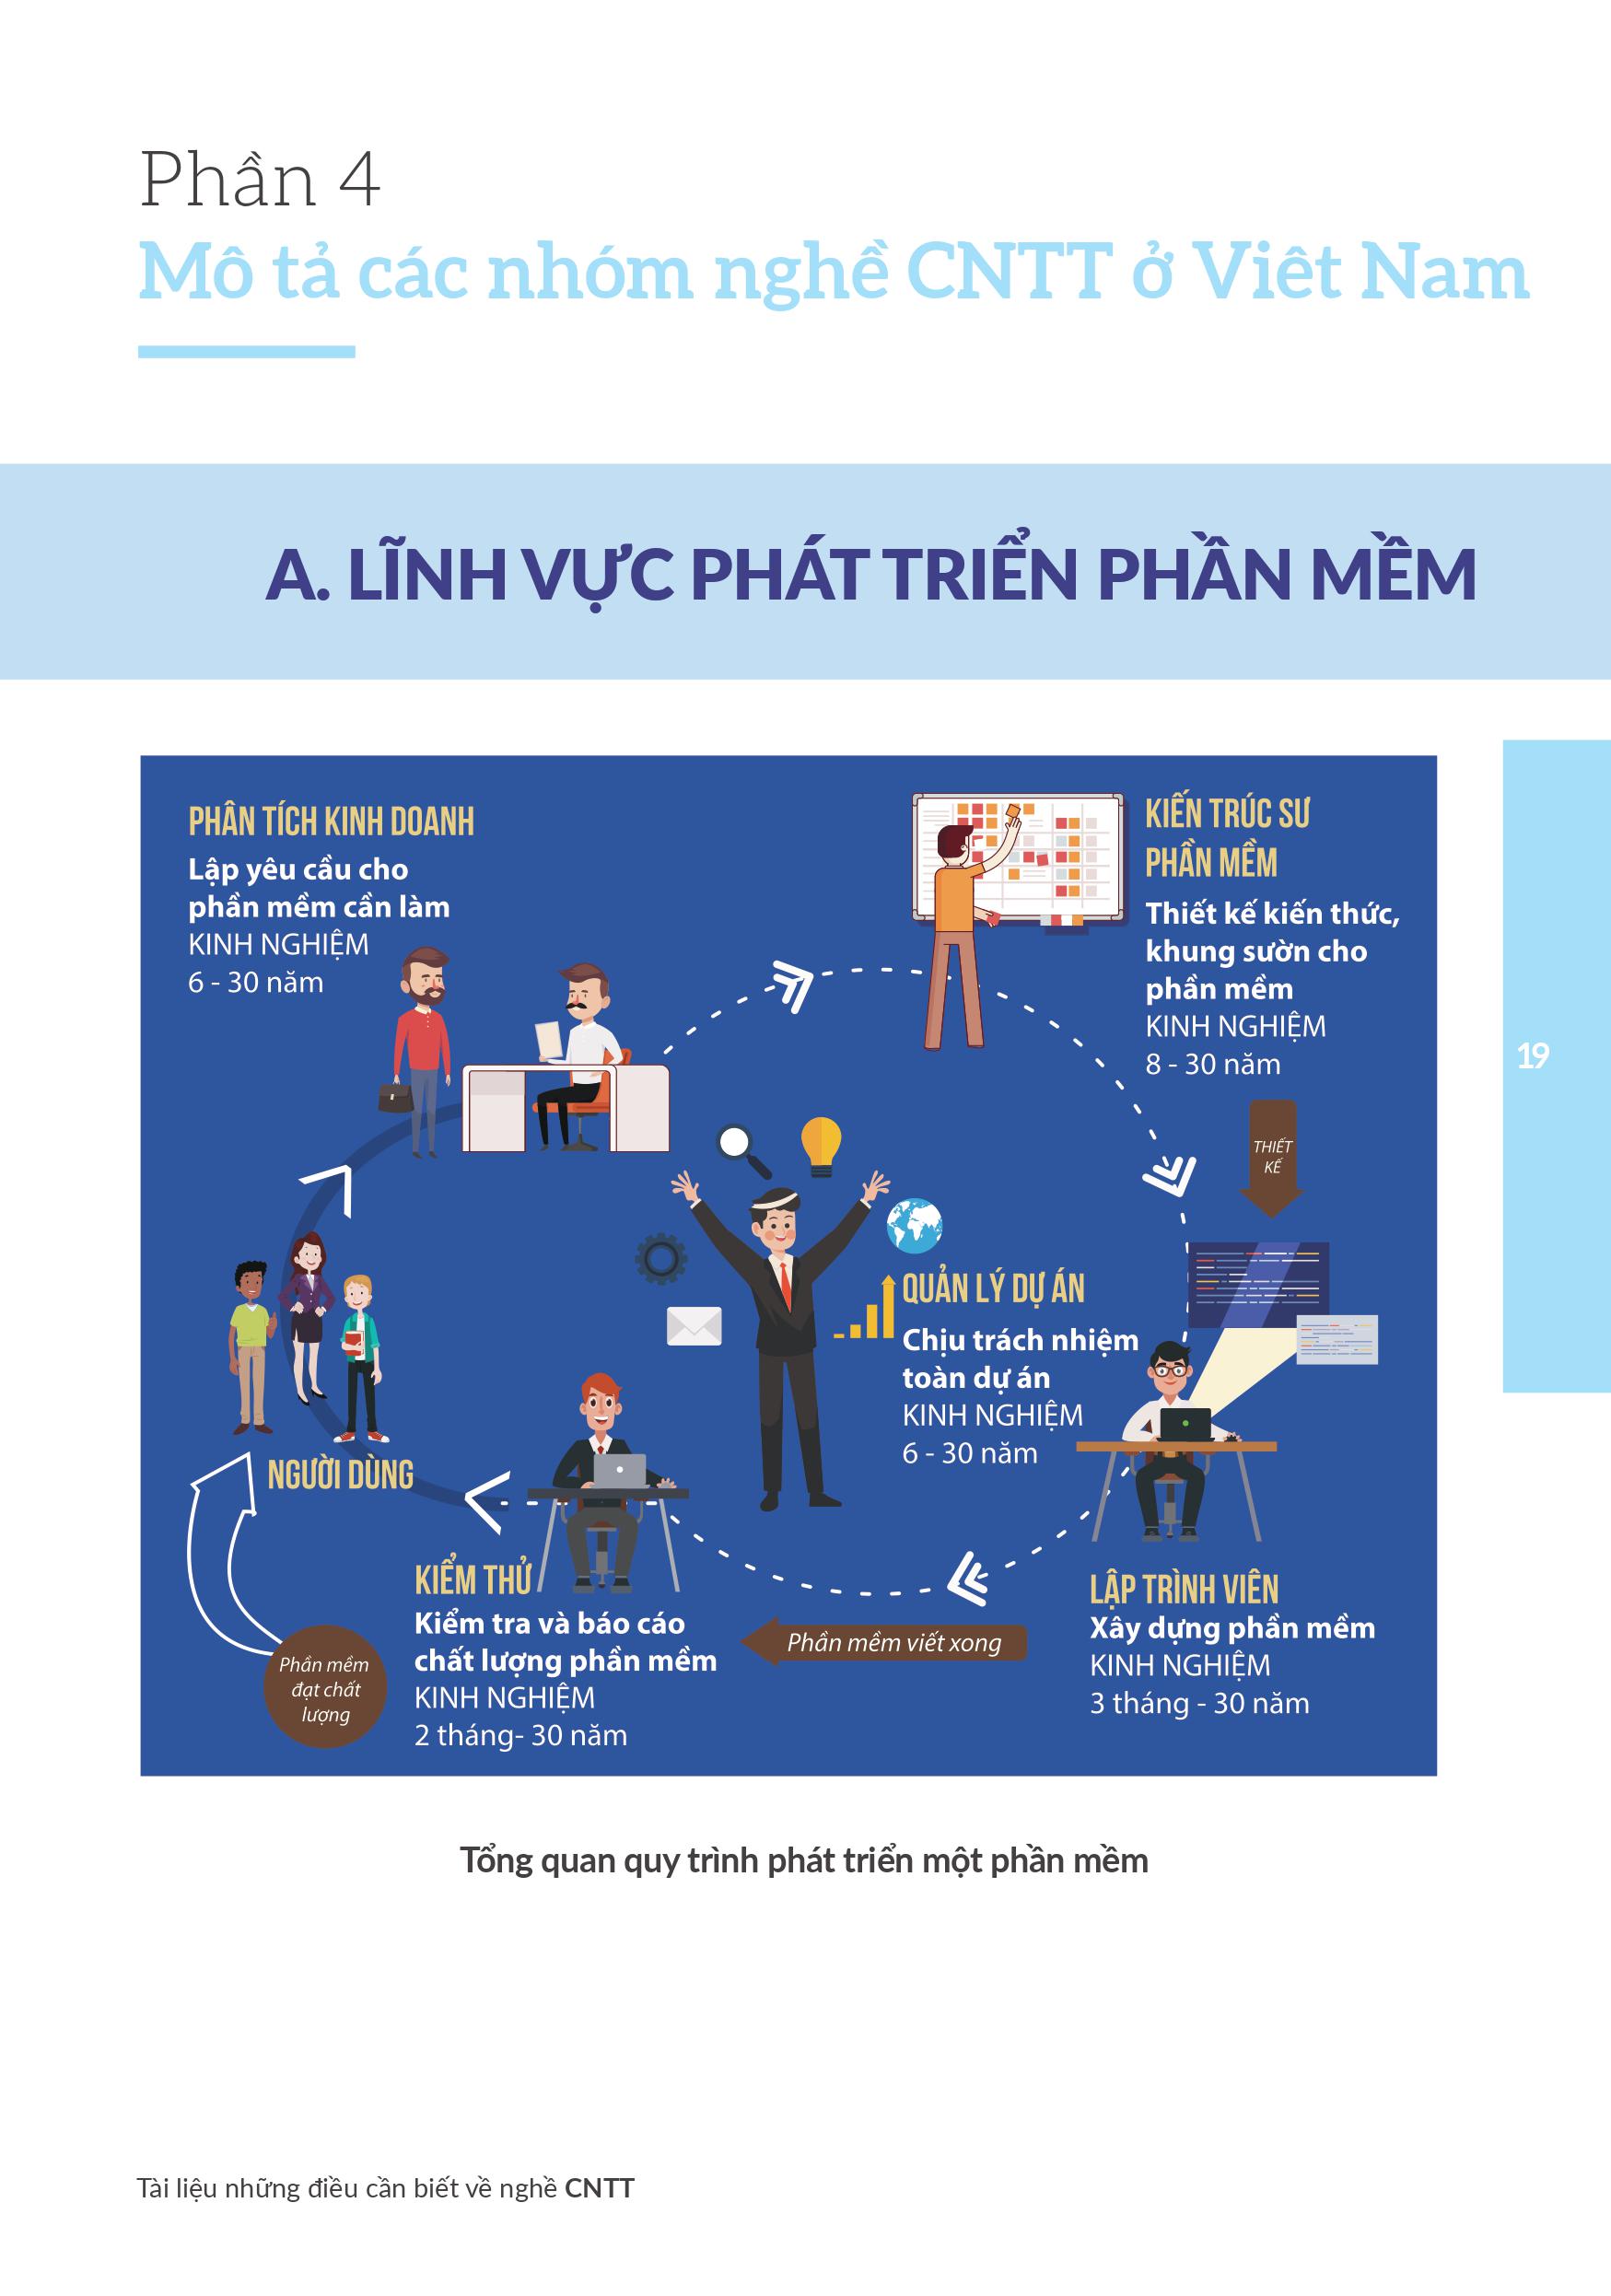 Phần 4
Mô tả các nhóm nghề CNTT ở Viêt Nam
A. LĨNH VỰC PHÁT TRIỂN PHẦN MỀM
PHÂN TÍCH KINH DOANH
Lập yêu cầu cho
phần mềm cần làm
KINH NGHIỆM
6 - 30 năm
KIẾN TRÚC SƯ
PHẦN MỀM
Thiết kế kiến thức,
khung sườn cho
phần mềm
KINH NGHIỆM
8 - 30 năm
19
THIẾT
KẾ
QUẢN LÝ DỰ ÁN
Chịu trách nhiệm
toàn dự án
KINH NGHIỆM
6 - 30 năm
NGƯỜI DÙNG
KIỂM THỬ
Kiểm tra và báo cáo
chất lượng phần mềm
KINH NGHIỆM
2 tháng- 30 năm
Phần mềm viết xong
LẬP TRÌNH VIÊN
Xây dựng phần mềm
KINH NGHIỆM
3 tháng - 30 năm
Phần mềm
đạt chất
lượng
Tổng quan quy trình phát triển một phần mềm
Tài liệu những điều cần biết về nghề CNTT